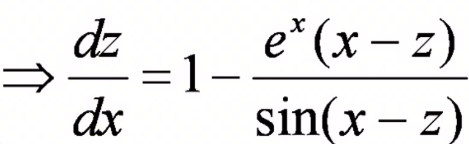 ⇒ dz/dx = 1 − e^x(x − z)/sin(x − z)